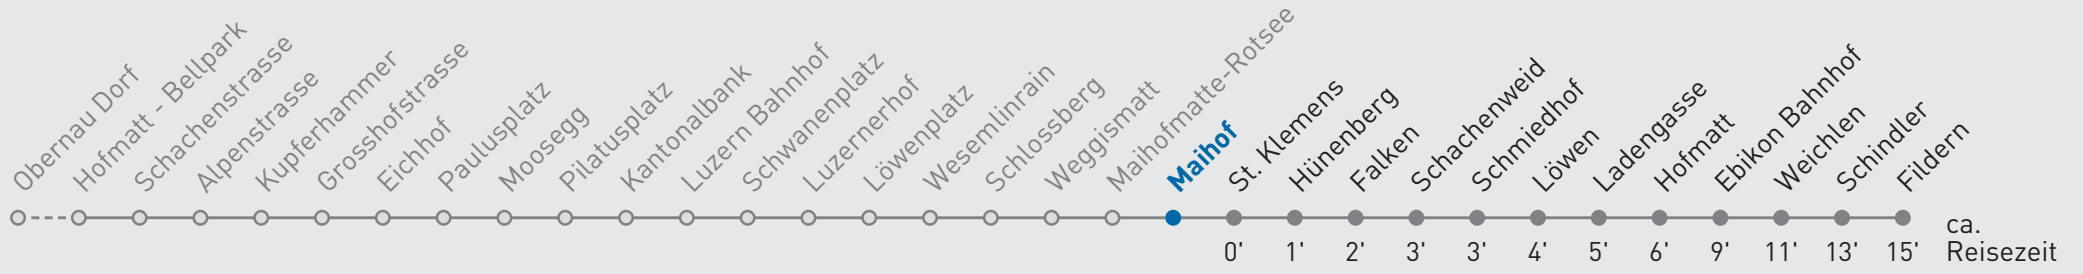 Obernau Dorf
Hofmatt - Bellpark
Schachenstrasse
Alpenstrasse
Kupferhammer
Grosshofstrasse
Eichhof
Paulusplatz
Moosegg
Pilatusplatz
Kantonalbank
Luzern Bahnhof
Schwanenplatz
Luzernerhof
Löwenplatz
Wesemlinrain
Schlossberg
Weggismatt
Maihofmatte-Rotsee
Maihof
St. Klemens
Hünenberg
Falken
Schachenweid
Schmiedhof
Löwen
Ladengasse
Hofmatt
Ebikon Bahnhof
Weichlen
Schindler
Fildern
0' 1' 2' 3' 3' 4' 5' 6' 9' 11' 13' 15'
ca.
Reisezeit